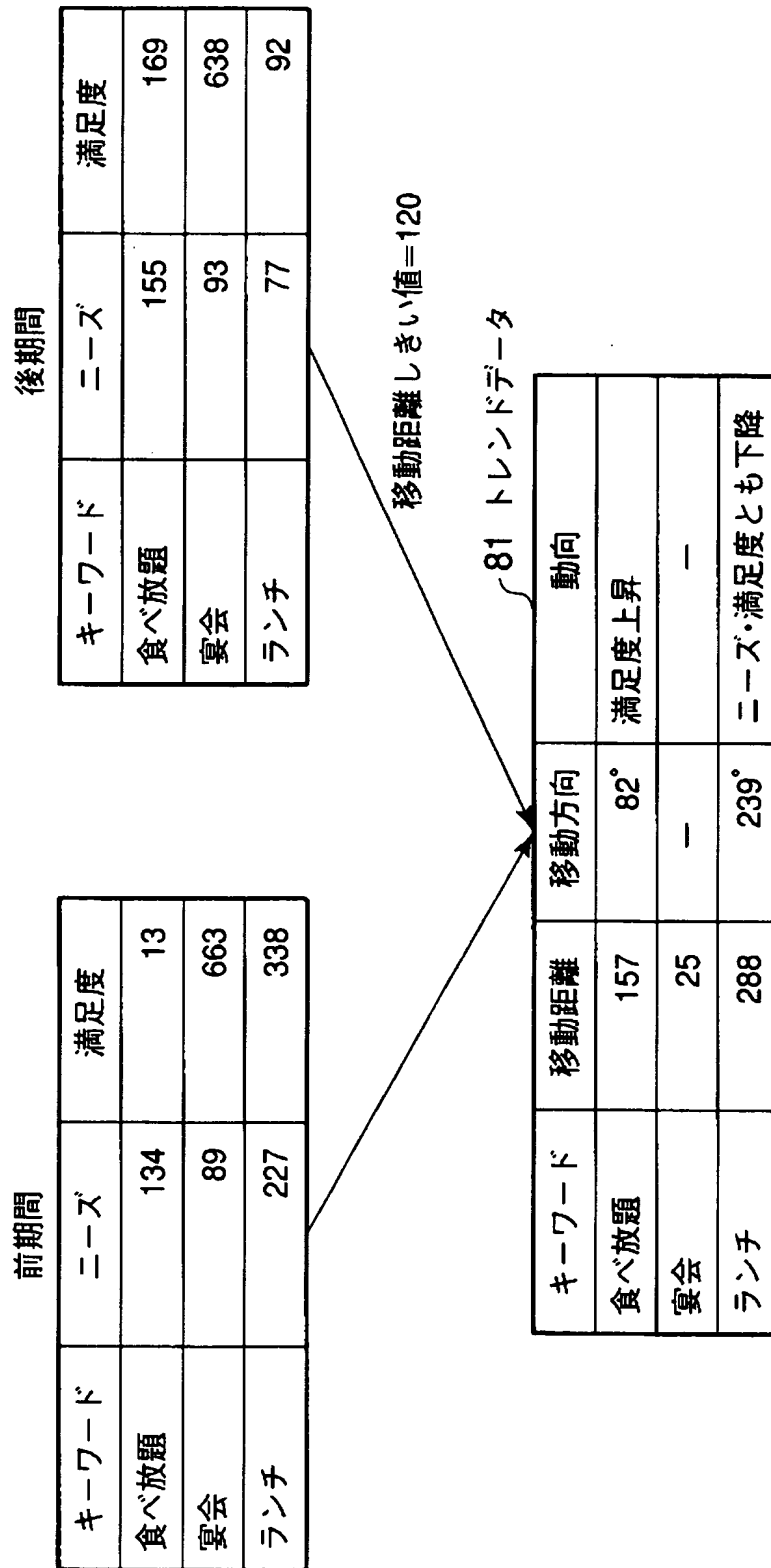 前期間
キーワード ニーズ 満足度
食べ放題 134 13
宴会 89 663
ランチ 227 338
後期間
キーワード ニーズ 満足度
食べ放題 155 169
宴会 93 638
ランチ 77 92
移動距離しきい値=120
81 トレンドデータ
キーワード 移動距離 移動方向 動向
食べ放題 157 82° 満足度上昇
宴会 25 − −
ランチ 288 239° ニーズ・満足度とも下降